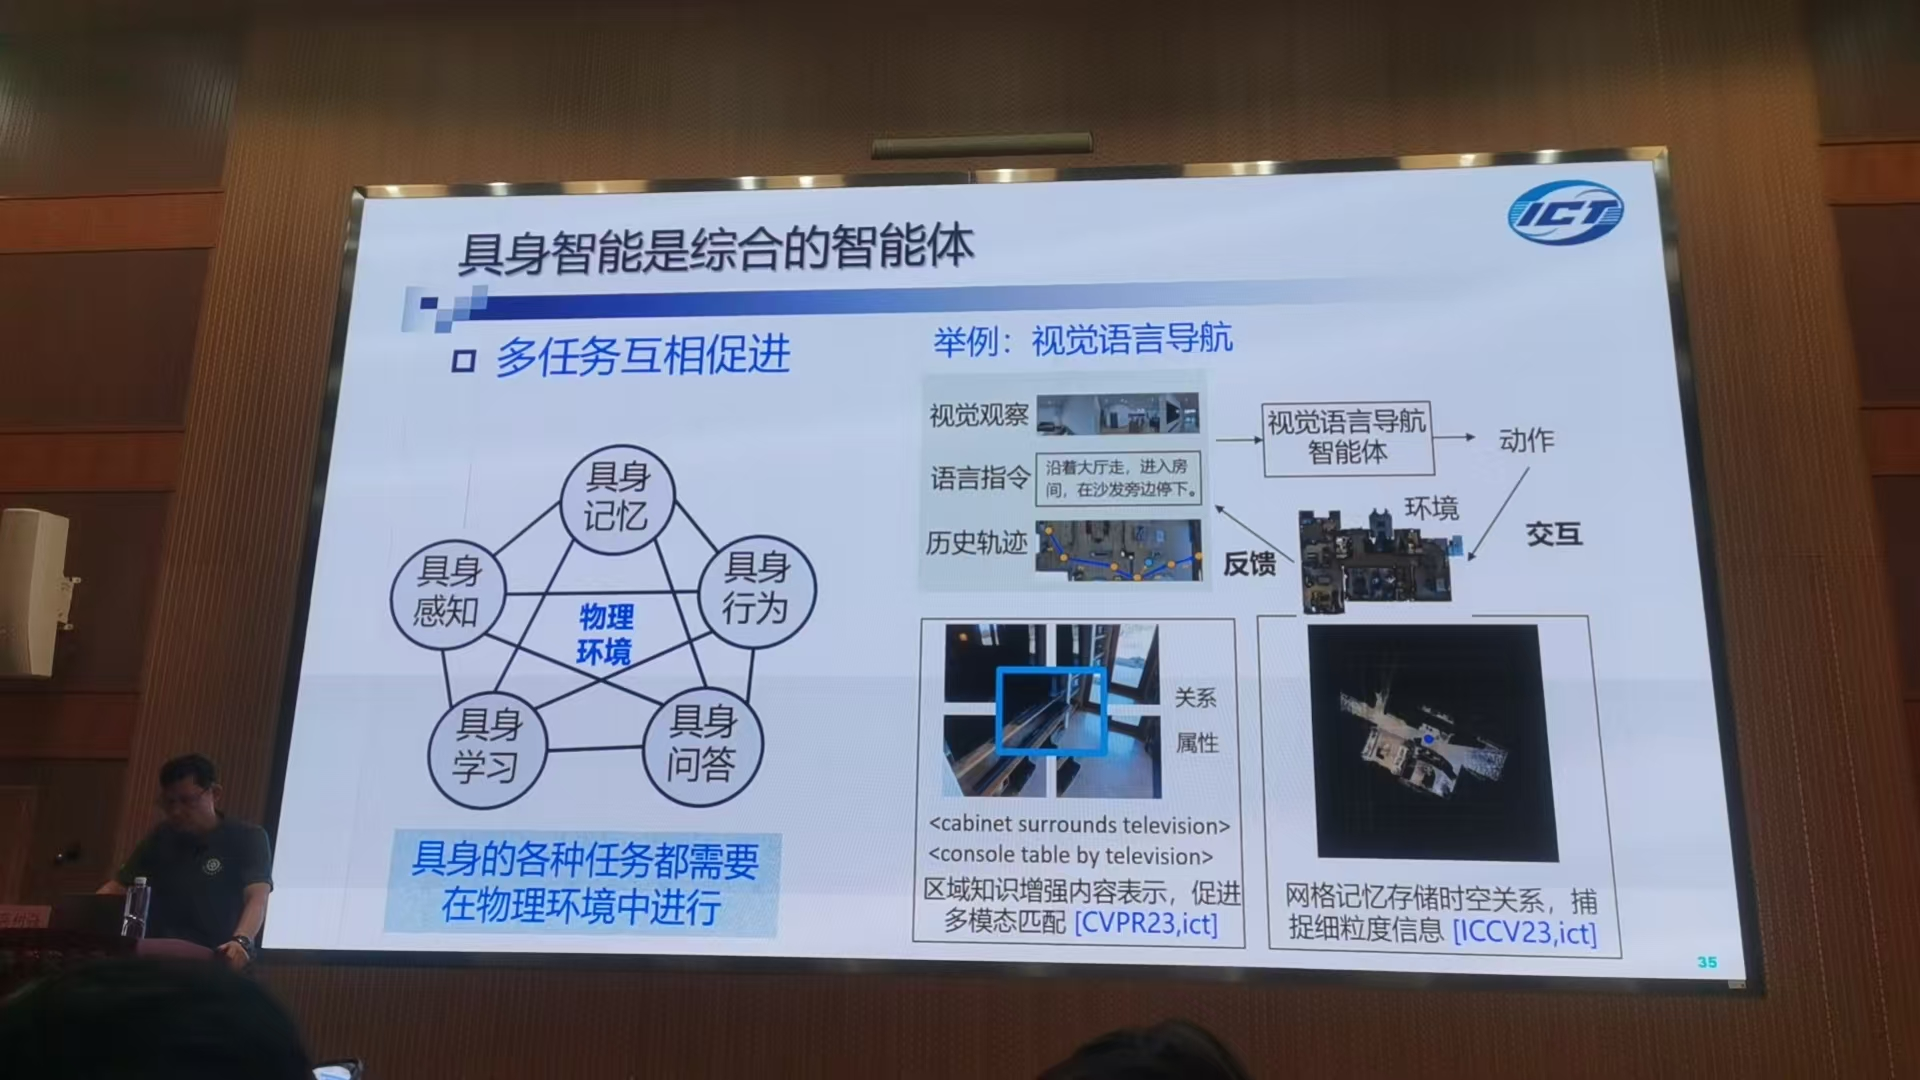 ICT
具身智能是综合的智能体
多任务互相促进
具身
记忆
具身
感知
具身
行为
物理
环境
具身
学习
具身
问答
具身的各种任务都需要
在物理环境中进行
举例：视觉语言导航
视觉观察
语言指令
沿着大厅走，进入房
间，在沙发旁边停下。
历史轨迹
视觉语言导航
智能体
动作
环境
交互
反馈
关系
属性
<cabinet surrounds television>
<console table by television>
区域知识增强内容表示，促进
多模态匹配 [CVPR23,ict]
网格记忆存储时空关系，捕
捉细粒度信息 [ICCV23,ict]
35